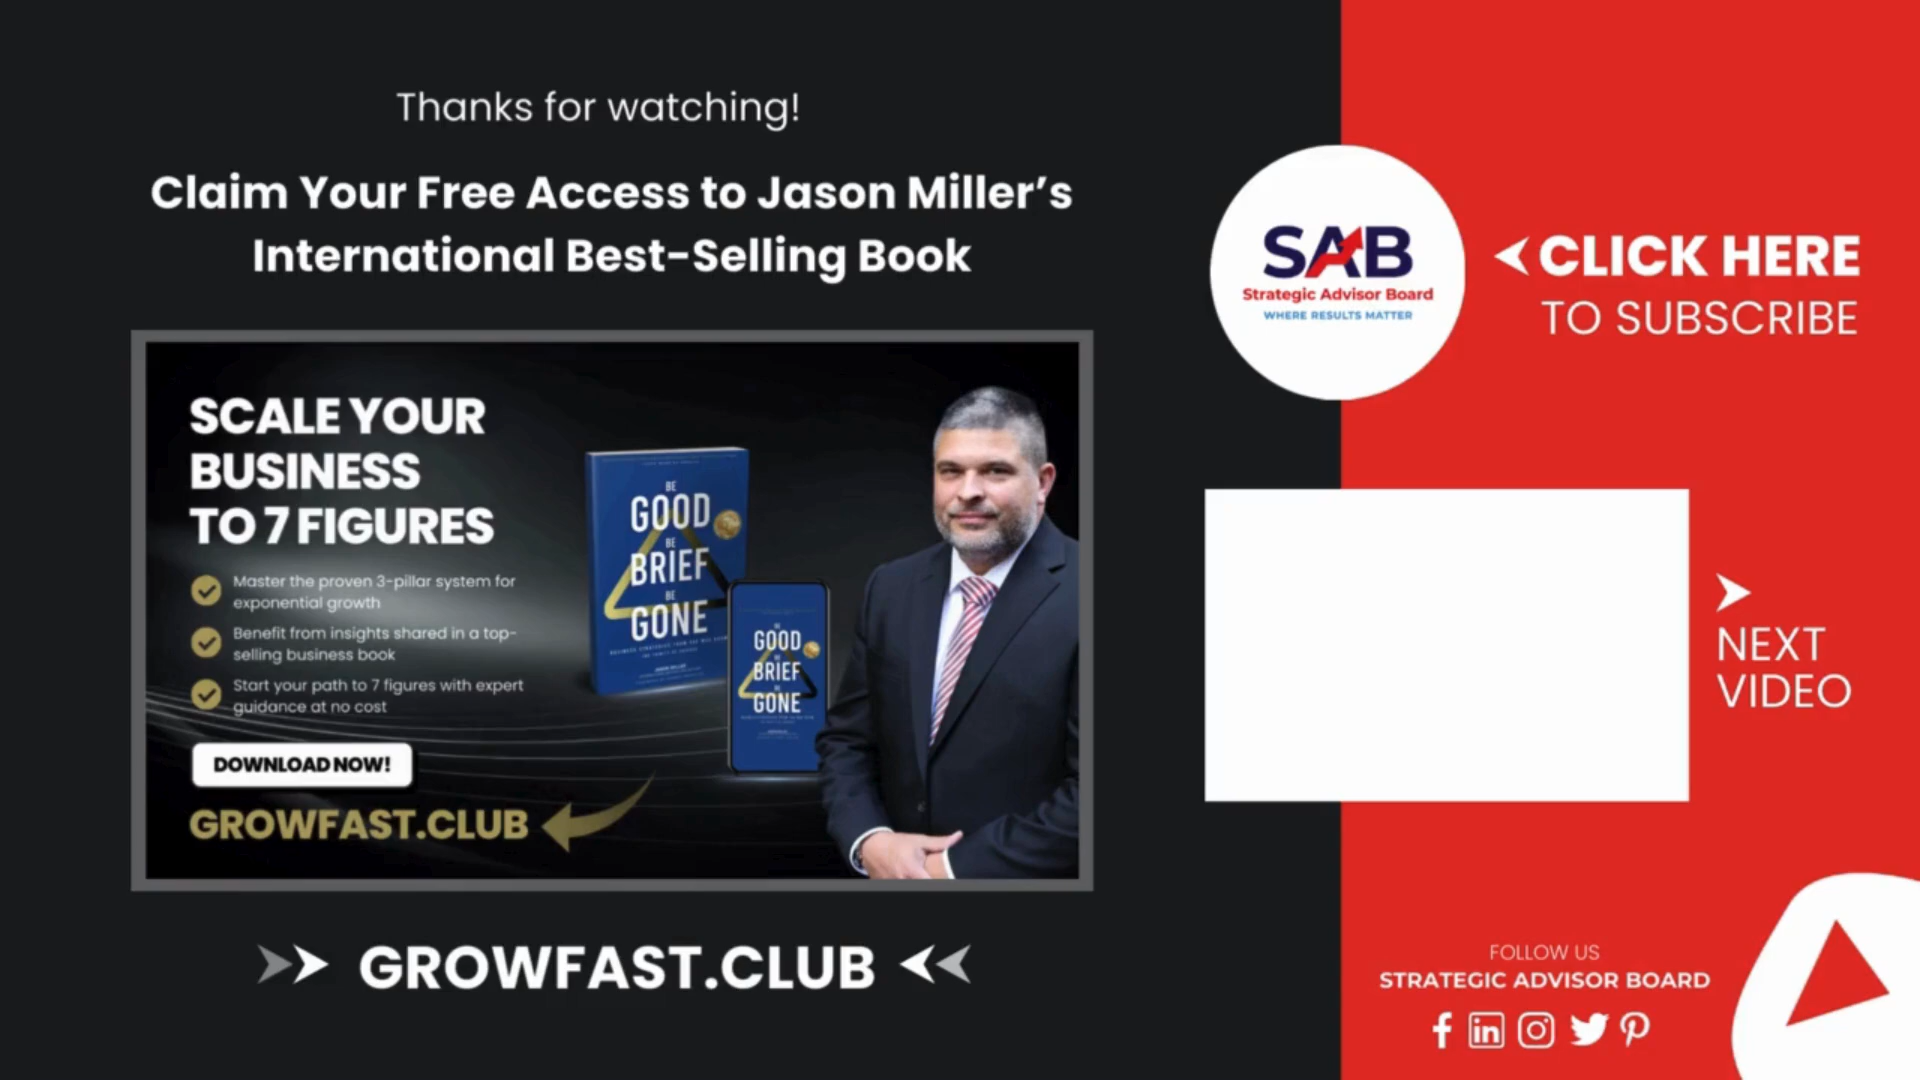 Thanks for watching!
Claim Your Free Access to Jason Miller’s
International Best-Selling Book
SCALE YOUR
BUSINESS
TO 7 FIGURES
Master the proven 3-pillar system for
exponential growth
Benefit from insights shared in a top-
selling business book
Start your path to 7 figures with expert
guidance at no cost
DOWNLOAD NOW!
GROWFAST.CLUB
BE
GOOD
BE
BRIEF
BE
GONE
GOOD
BRIEF
GONE
GROWFAST.CLUB
SAB
Strategic Advisor Board
WHERE RESULTS MATTER
CLICK HERE
TO SUBSCRIBE
NEXT
VIDEO
FOLLOW US
STRATEGIC ADVISOR BOARD